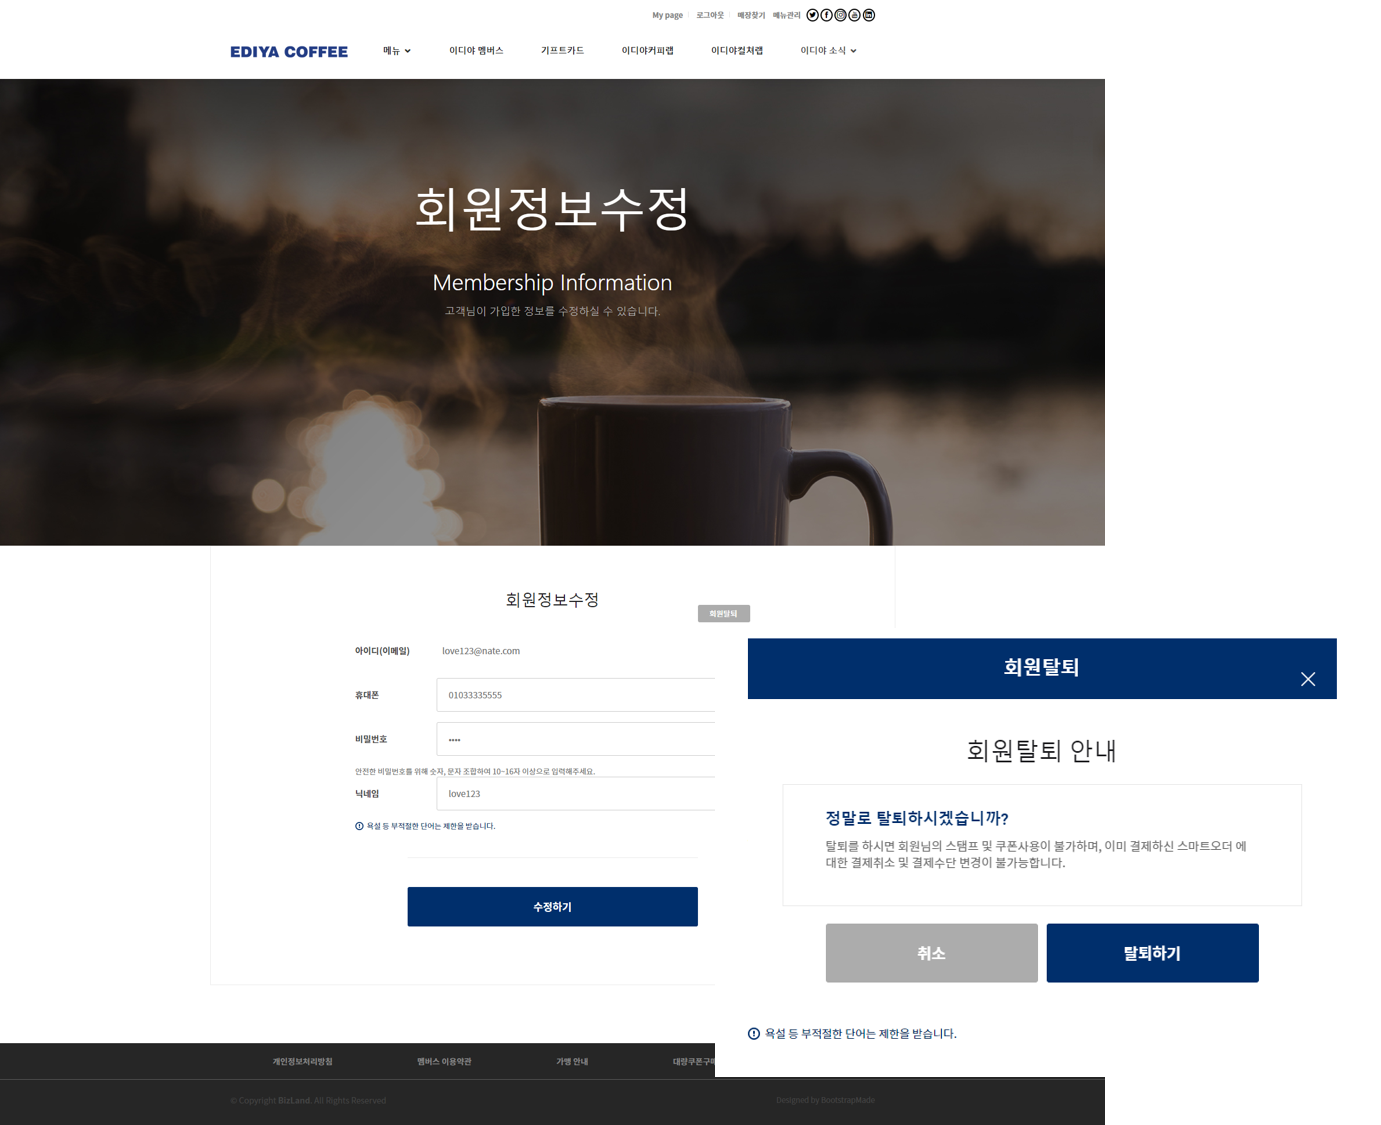 My page 로그아웃 매장찾기 메뉴관리
EDIYA COFFEE 메뉴 이디야 멤버스 기프트카드 이디야커피랩 이디야컬쳐랩 이디야 소식
회원정보수정
Membership Information
고객님이 가입한 정보를 수정하실 수 있습니다.
회원정보수정
회원탈퇴
아이디(이메일) love123@nate.com
휴대폰 01033335555
비밀번호 ••••
안전한 비밀번호를 위해 숫자, 문자 조합하여 10~16자 이상으로 입력해주세요.
닉네임 love123
욕설 등 부적절한 단어는 제한을 받습니다.
수정하기
회원탈퇴
회원탈퇴 안내
정말로 탈퇴하시겠습니까?
탈퇴를 하시면 회원님의 스탬프 및 쿠폰사용이 불가하며, 이미 결제하신 스마트오더 에
대한 결제취소 및 결제수단 변경이 불가능합니다.
취소 탈퇴하기
욕설 등 부적절한 단어는 제한을 받습니다.
개인정보처리방침 멤버스 이용약관 가맹 안내 대량쿠폰구매
© Copyright BizLand. All Rights Reserved
Designed by BootstrapMade